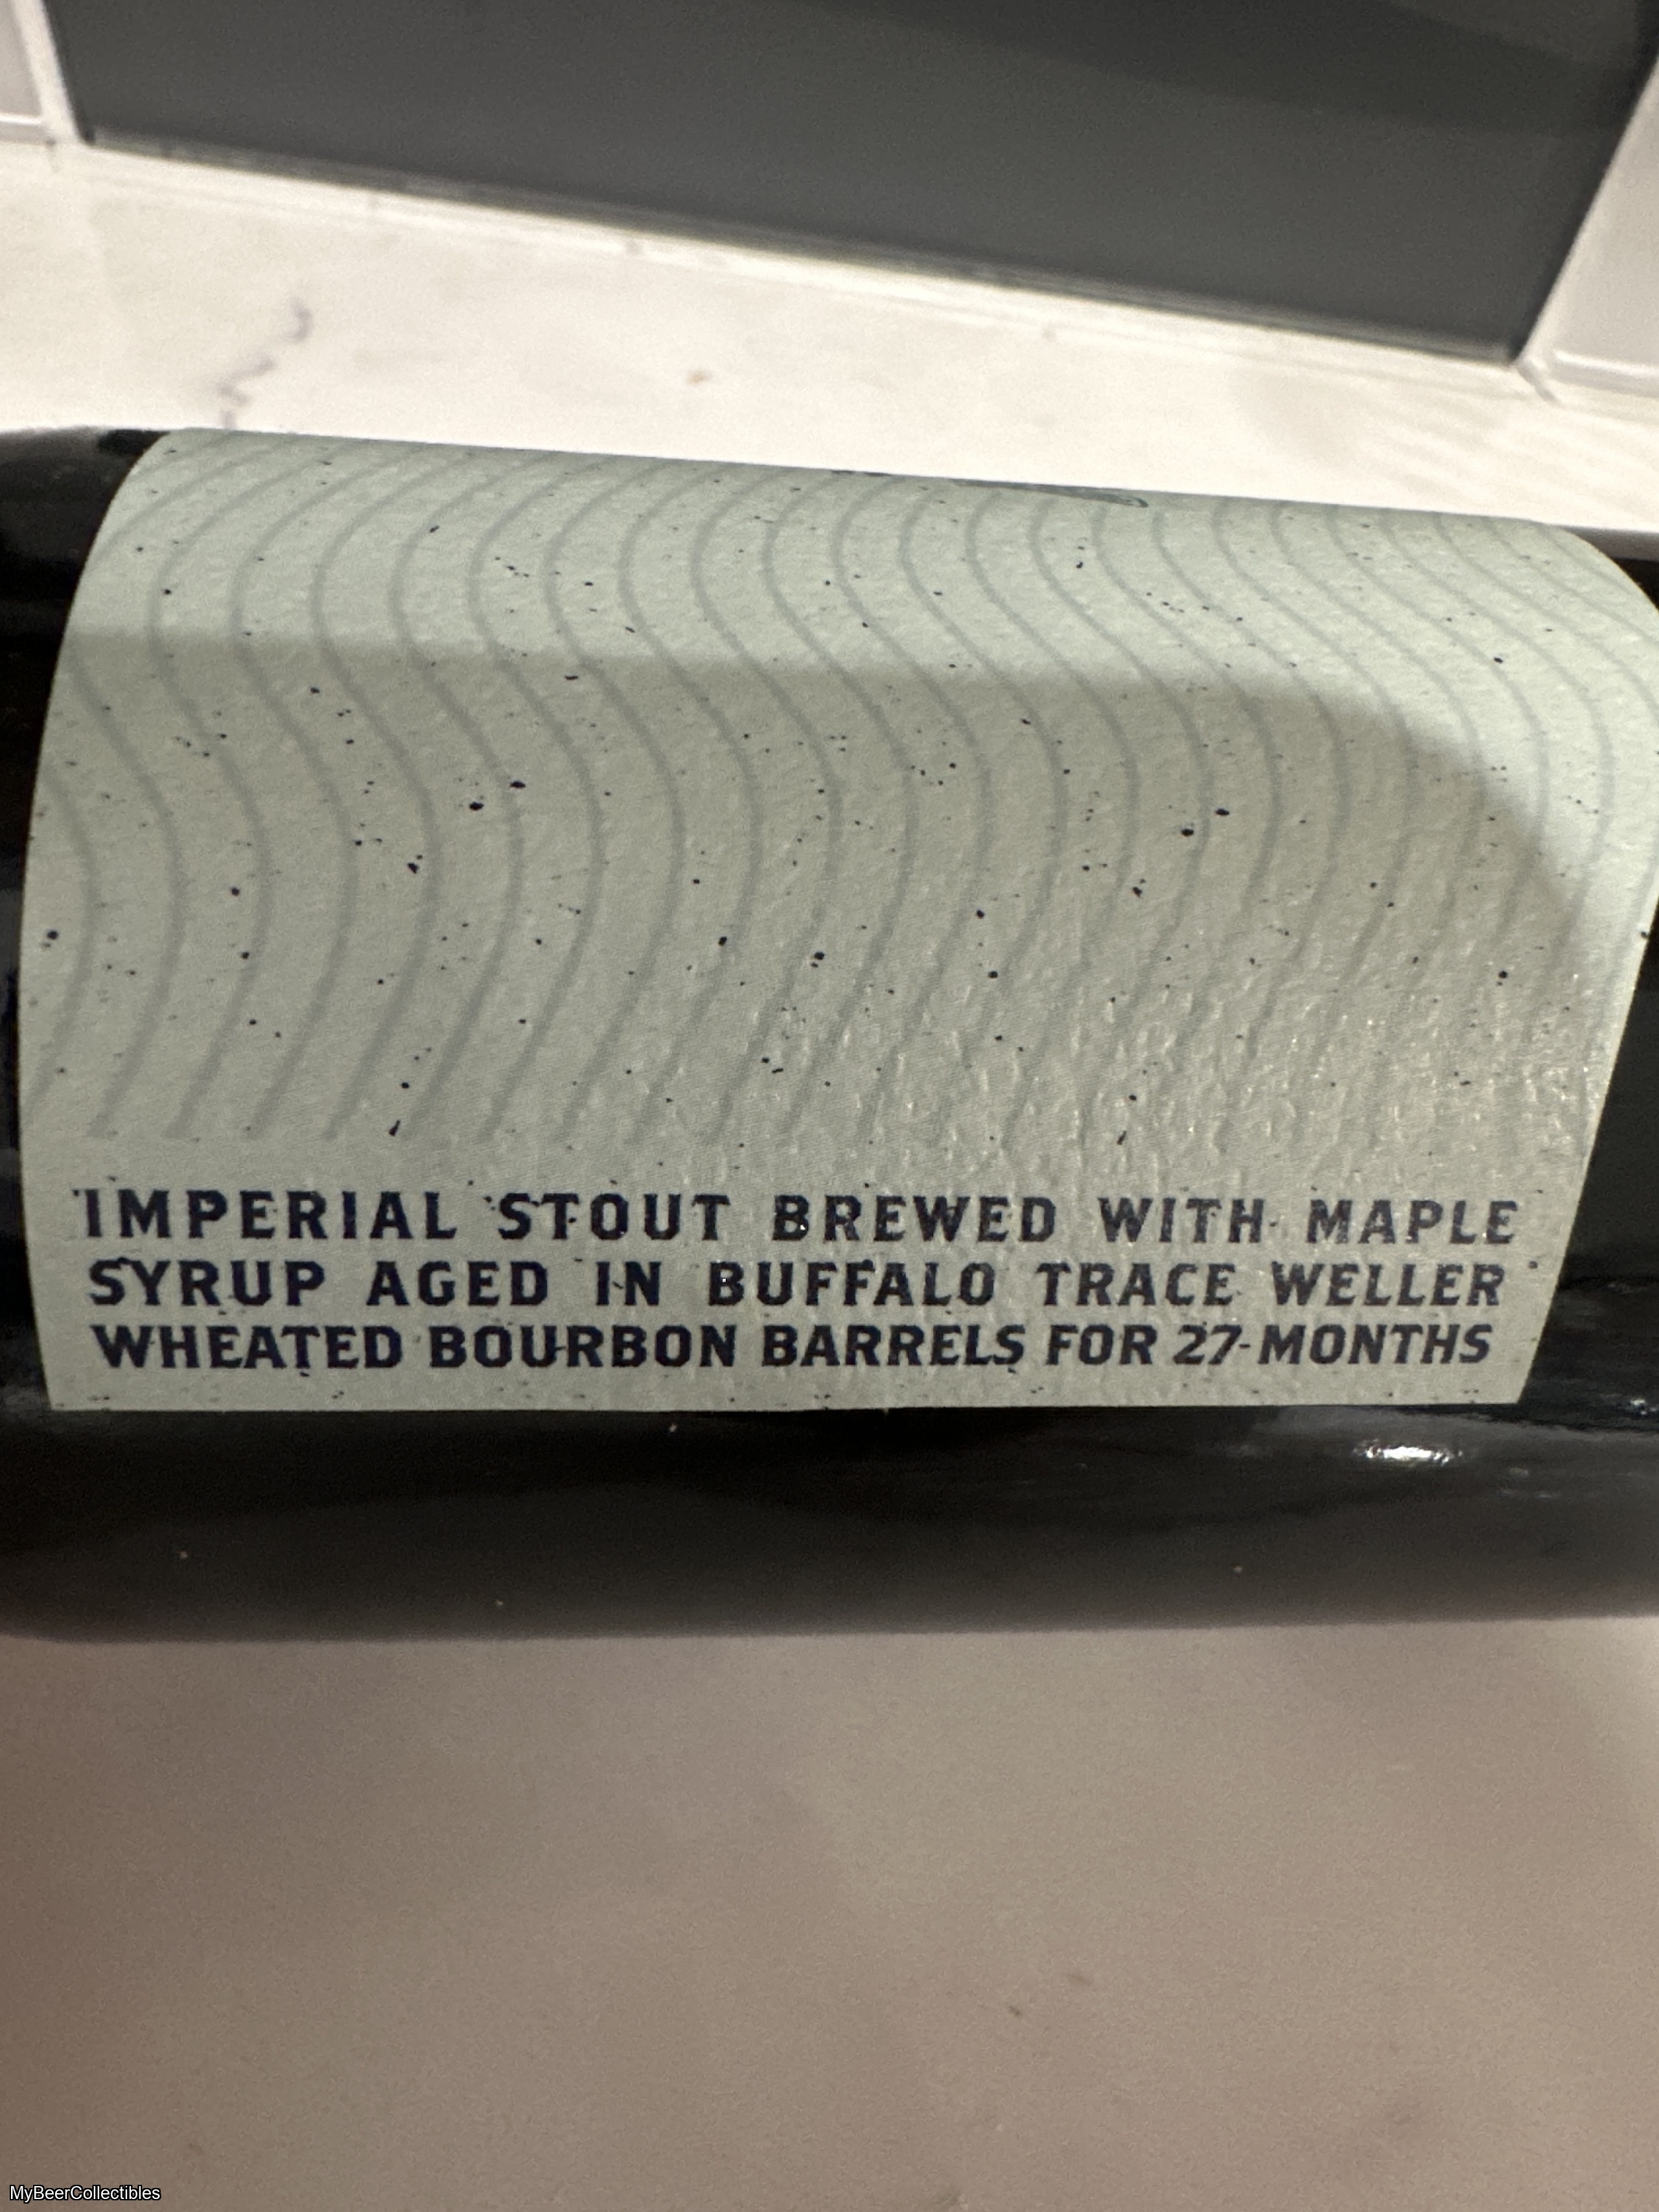 IMPERIAL STOUT BREWED WITH MAPLE
SYRUP AGED IN BUFFALO TRACE WELLER
WHEATED BOURBON BARRELS FOR 27-MONTHS
MyBeerCollectibles